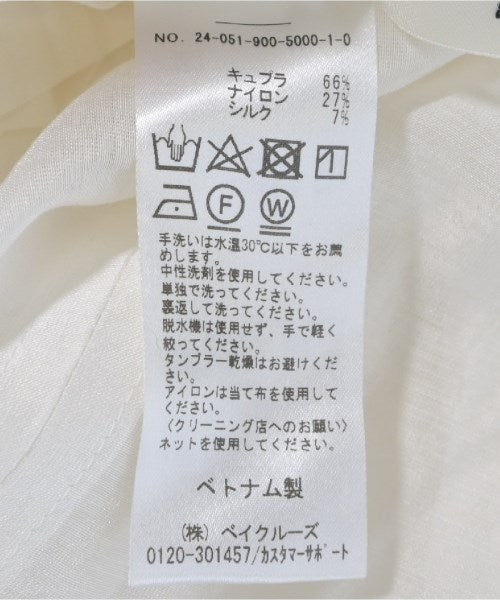 NO. 24-051-900-5000-1-0
キュプラ 66%
ナイロン 27%
シルク 7%
F
W
手洗いは水温30℃以下をお薦
めします。
中性洗剤を使用してください。
単独で洗ってください。
裏返して洗ってください。
脱水機は使用せず、手で軽く
絞ってください。
タンブラー乾燥はお避けくださ
い。
アイロンは当て布を使用して
ください。
〈クリーニング店へのお願い〉
ネットを使用してください。
ベトナム製
(株) ベイクルーズ
0120-301457/カスタマーサポート